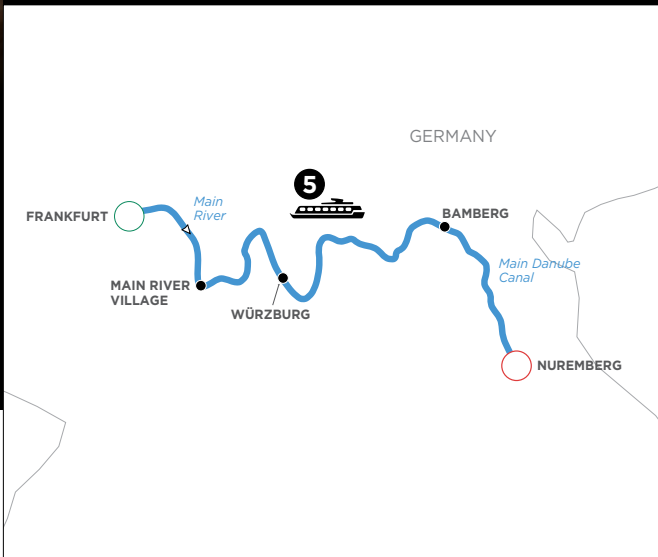 GERMANY
5
Main
River
FRANKFURT
BAMBERG
Main Danube
Canal
MAIN RIVER
VILLAGE
WÜRZBURG
NUREMBERG